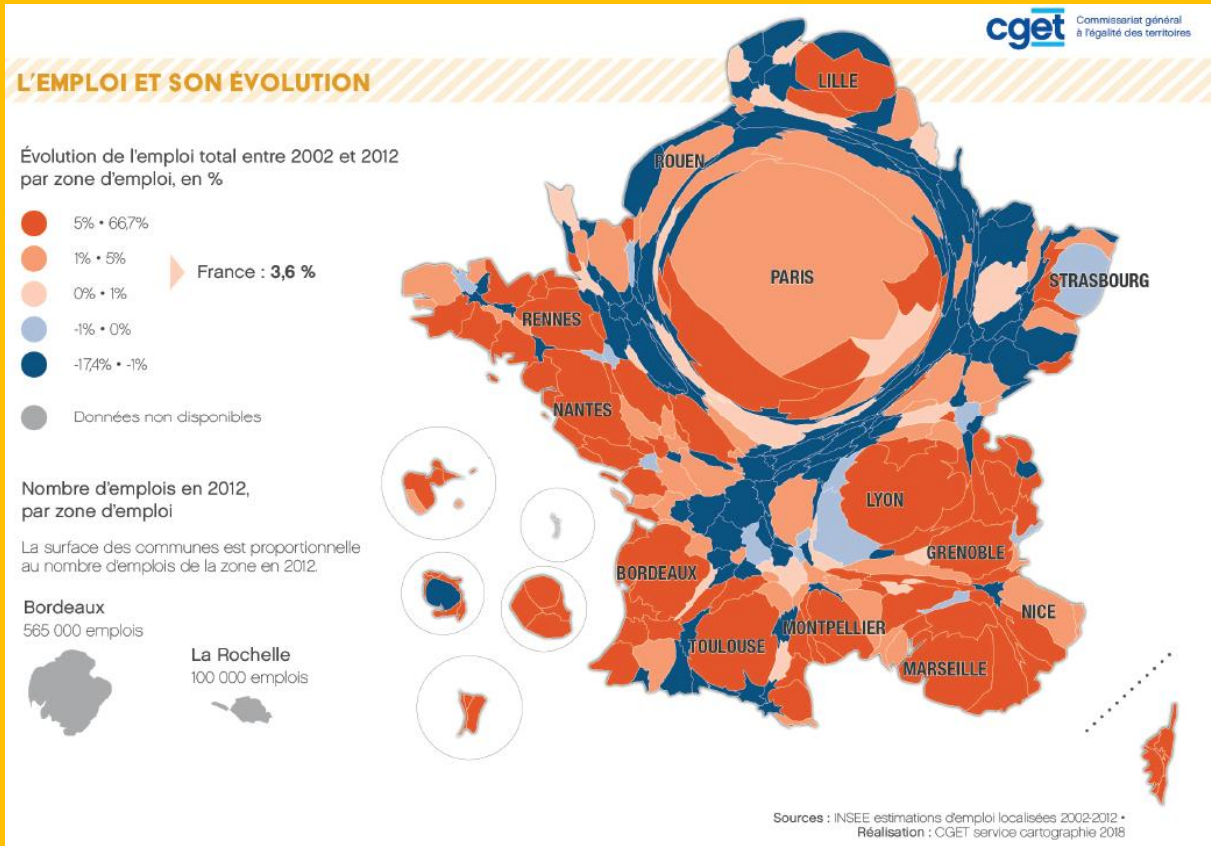 cget Commissariat général
à l'égalité des territoires
L'EMPLOI ET SON ÉVOLUTION
Évolution de l'emploi total entre 2002 et 2012
par zone d'emploi, en %
5% • 66,7%
1% • 5%
0% • 1%
-1% • 0%
-17,4% • -1%
Données non disponibles
France : 3,6 %
Nombre d'emplois en 2012,
par zone d'emploi
La surface des communes est proportionnelle
au nombre d'emplois de la zone en 2012.
Bordeaux
565 000 emplois
La Rochelle
100 000 emplois
LILLE
ROUEN
PARIS
STRASBOURG
RENNES
NANTES
LYON
GRENOBLE
BORDEAUX
NICE
MONTPELLIER
TOULOUSE
MARSEILLE
Sources : INSEE estimations d'emploi localisées 2002-2012 •
Réalisation : CGET service cartographie 2018